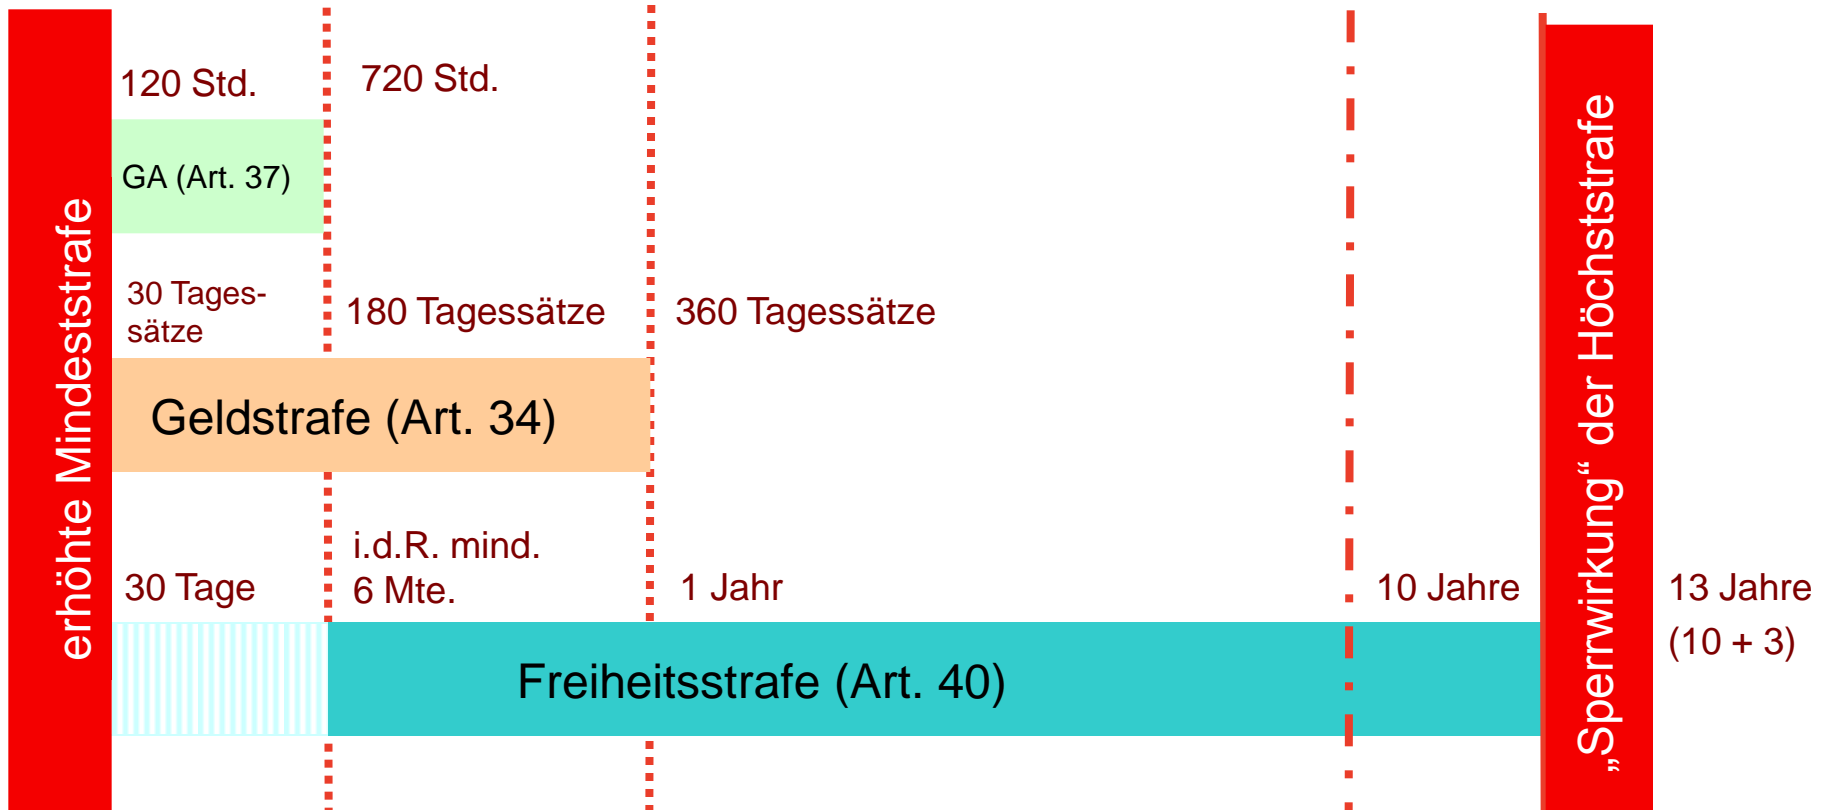 erhöhte Mindeststrafe
120 Std.
720 Std.
GA (Art. 37)
30 Tages-
sätze
180 Tagessätze
360 Tagessätze
Geldstrafe (Art. 34)
30 Tage
i.d.R. mind.
6 Mte.
1 Jahr
10 Jahre
Freiheitsstrafe (Art. 40)
„Sperrwirkung“ der Höchststrafe
13 Jahre
(10 + 3)